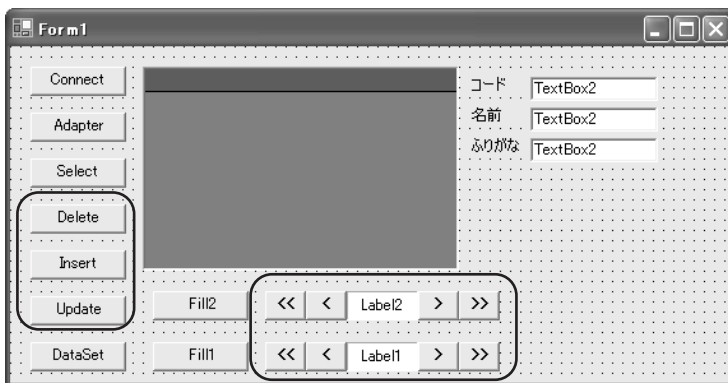 Form1
Connect
Adapter
Select
Delete
Insert
Update
DataSet
コード TextBox2
名前 TextBox2
ふりがな TextBox2
Fill2 << < Label2 > >>
Fill1 << < Label1 > >>